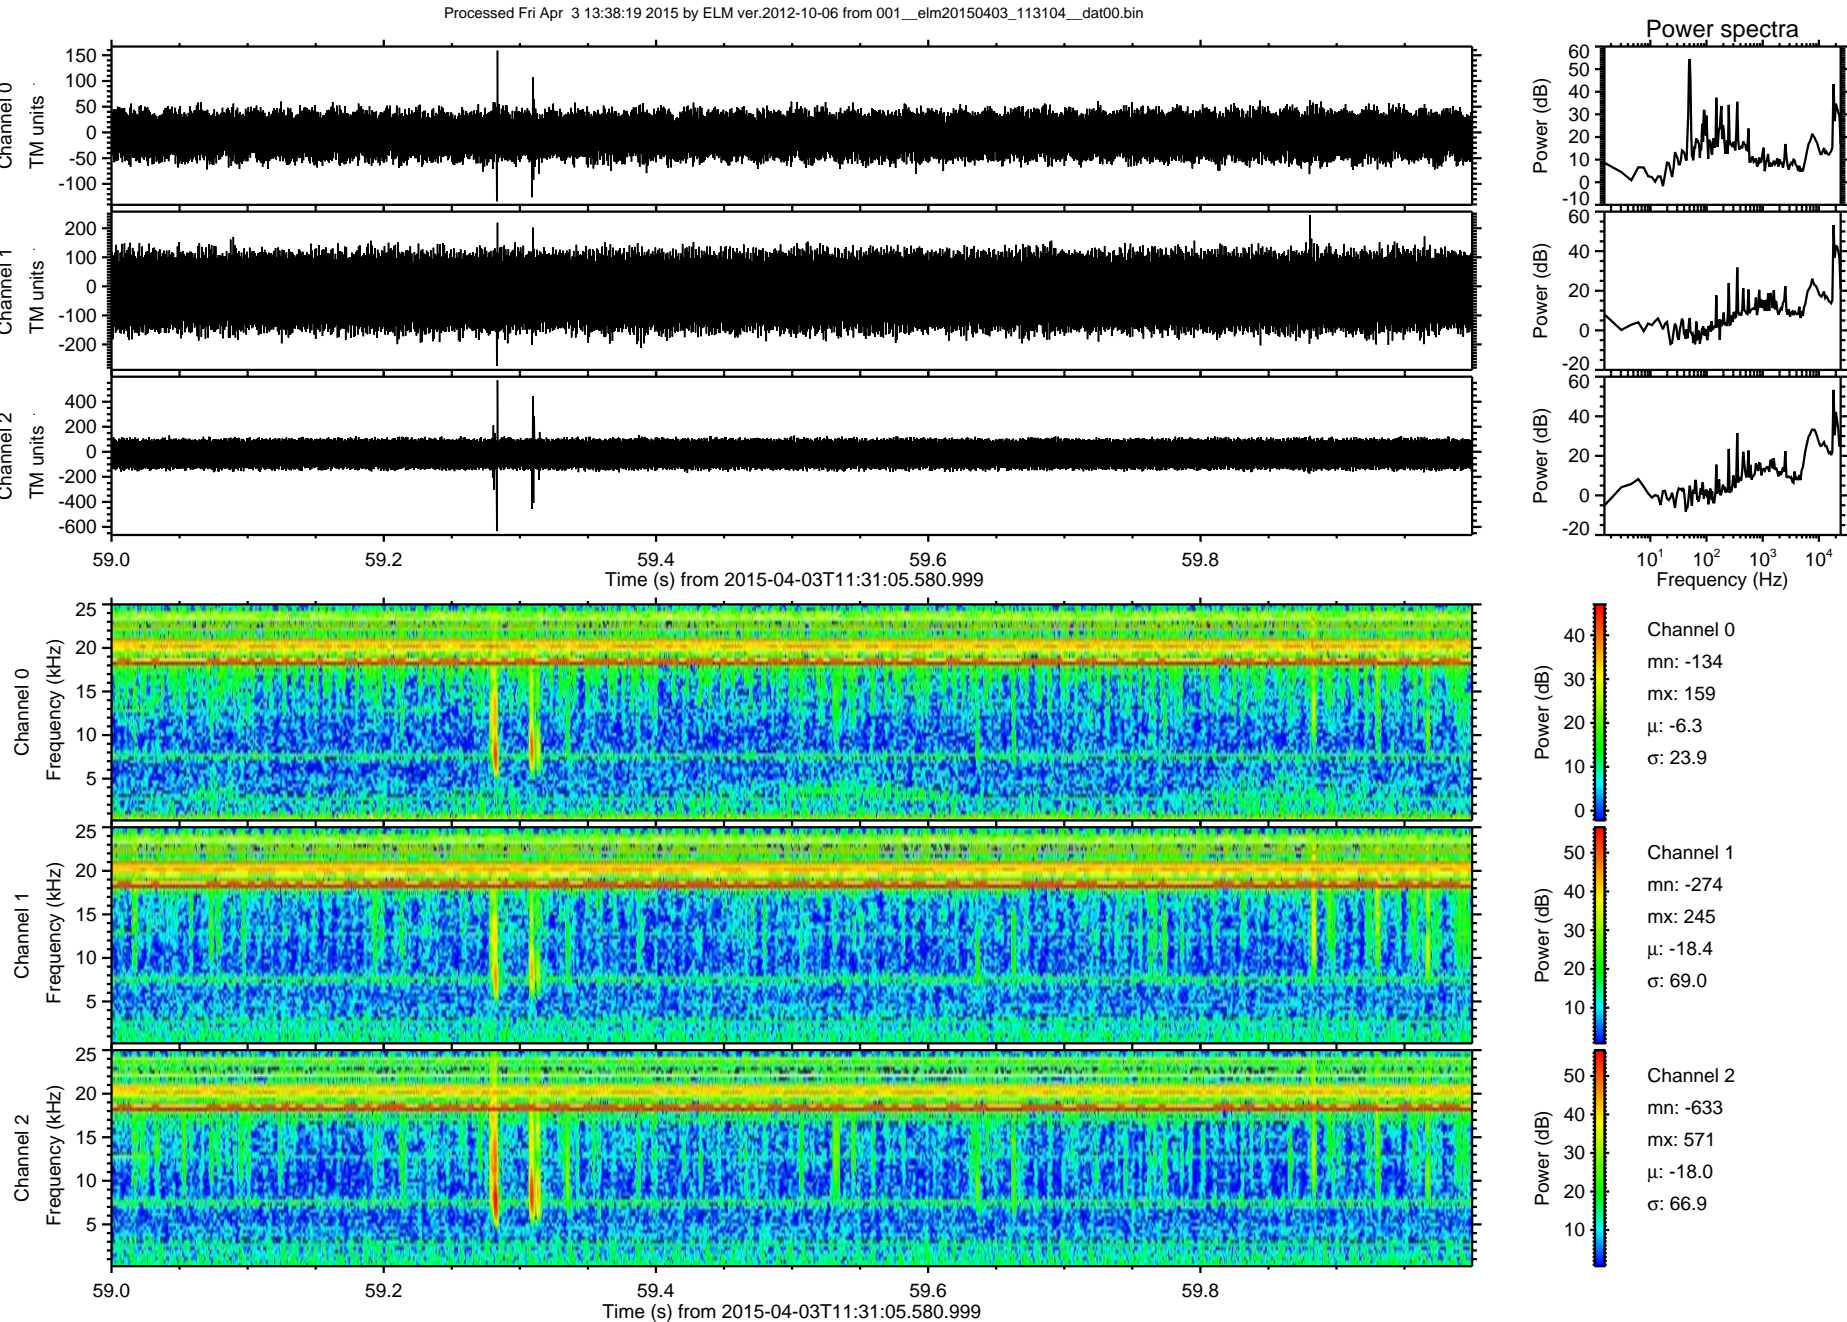 Processed Fri Apr  3 13:38:19 2015 by ELM ver.2012-10-06 from 001__elm20150403_113104__dat00.bin
Power spectra
Channel 0
TM units
150
100
50
0
-50
-100
Power (dB)
60
50
40
30
20
10
0
-10
Channel 1
TM units
200
100
0
-100
-200
Power (dB)
60
40
20
0
-20
Channel 2
TM units
400
200
0
-200
-400
-600
Power (dB)
60
40
20
0
-20
59.0 59.2 59.4 59.6 59.8
Time (s) from 2015-04-03T11:31:05.580.999
10¹ 10² 10³ 10⁴
Frequency (Hz)
Channel 0
Frequency (kHz)
25
20
15
10
5
Power (dB)
40
30
20
10
0
Channel 0
mn: -134
mx: 159
μ: -6.3
σ: 23.9
Channel 1
Frequency (kHz)
25
20
15
10
5
Power (dB)
50
40
30
20
10
Channel 1
mn: -274
mx: 245
μ: -18.4
σ: 69.0
Channel 2
Frequency (kHz)
25
20
15
10
5
Power (dB)
50
40
30
20
10
Channel 2
mn: -633
mx: 571
μ: -18.0
σ: 66.9
59.0 59.2 59.4 59.6 59.8
Time (s) from 2015-04-03T11:31:05.580.999